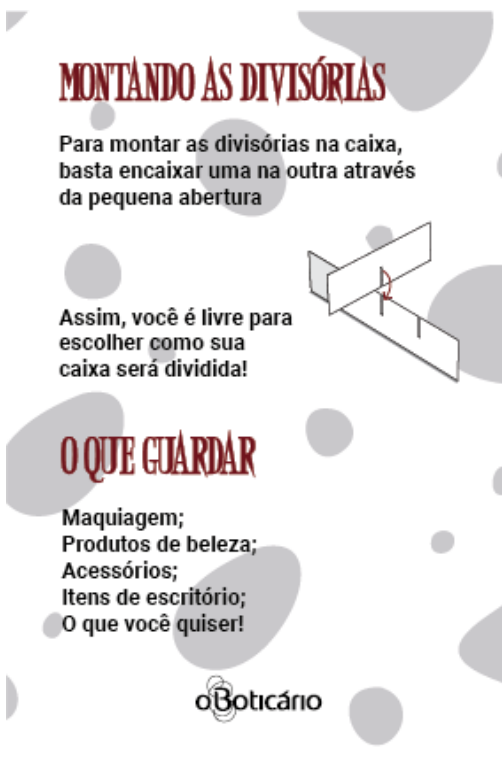 MONTANDO AS DIVISÓRIAS
Para montar as divisórias na caixa,
basta encaixar uma na outra através
da pequena abertura
Assim, você é livre para
escolher como sua
caixa será dividida!
O QUE GUARDAR
Maquiagem;
Produtos de beleza;
Acessórios;
Itens de escritório;
O que você quiser!
oBoticário